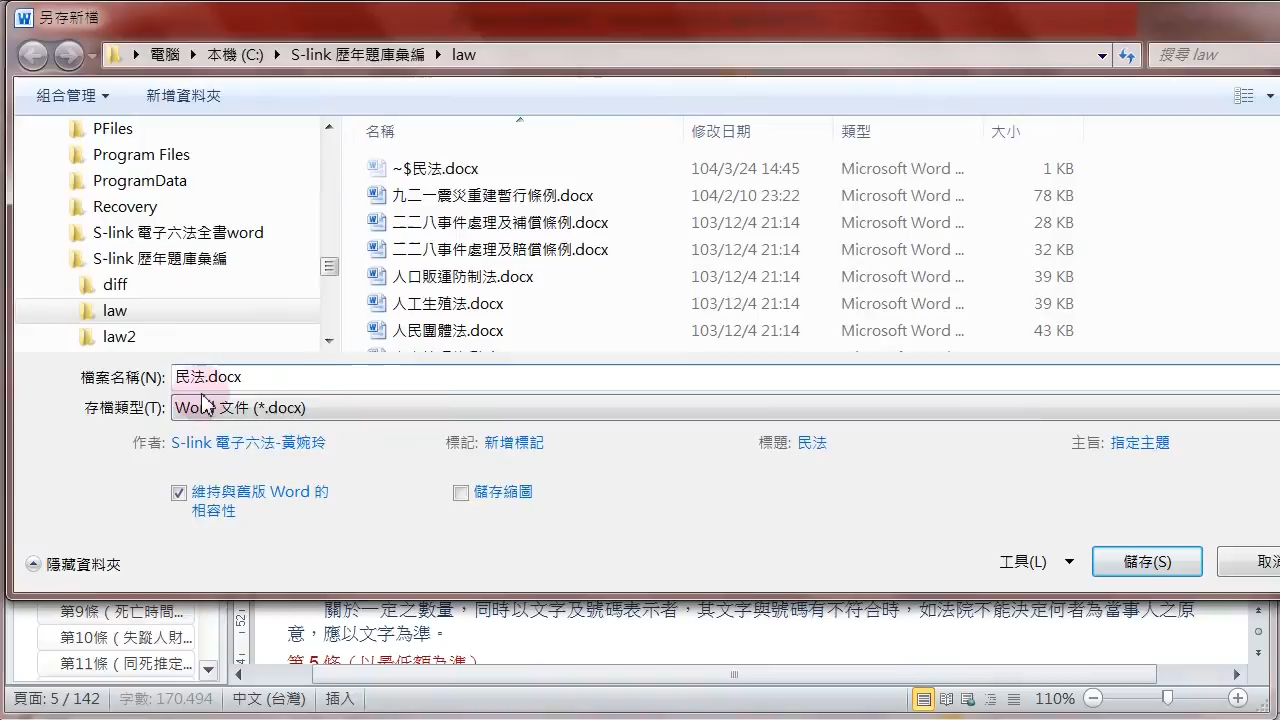 另存新檔
電腦 ▸ 本機 (C:) ▸ S-link 歷年題庫彙編 ▸ law
搜尋 law
組合管理 新增資料夾
PFiles
Program Files
ProgramData
Recovery
S-link 電子六法全書word
S-link 歷年題庫彙編
diff
law
law2
名稱 修改日期 類型 大小
~$民法.docx 104/3/24 14:45 Microsoft Word ... 1 KB
九二一震災重建暫行條例.docx 104/2/10 23:22 Microsoft Word ... 78 KB
二二八事件處理及補償條例.docx 103/12/4 21:14 Microsoft Word ... 28 KB
二二八事件處理及賠償條例.docx 103/12/4 21:14 Microsoft Word ... 32 KB
人口販運防制法.docx 103/12/4 21:14 Microsoft Word ... 39 KB
人工生殖法.docx 103/12/4 21:14 Microsoft Word ... 39 KB
人民團體法.docx 103/12/4 21:14 Microsoft Word ... 43 KB
檔案名稱(N): 民法.docx
存檔類型(T): Word 文件 (*.docx)
作者: S-link 電子六法-黃婉玲 標記: 新增標記 標題: 民法 主旨: 指定主題
維持與舊版 Word 的
相容性
儲存縮圖
隱藏資料夾 工具(L) 儲存(S) 取消
第9條（死亡時間...
第10條（失蹤人財...
第11條（同死推定...
關於一定之數量，同時以文字及號碼表示者，其文字與號碼有不符合時，如法院不能決定何者為當事人之原
意，應以文字為準。
第 5 條（以最低額為準）
頁面: 5 / 142 字數: 170,494 中文 (台灣) 插入 110%